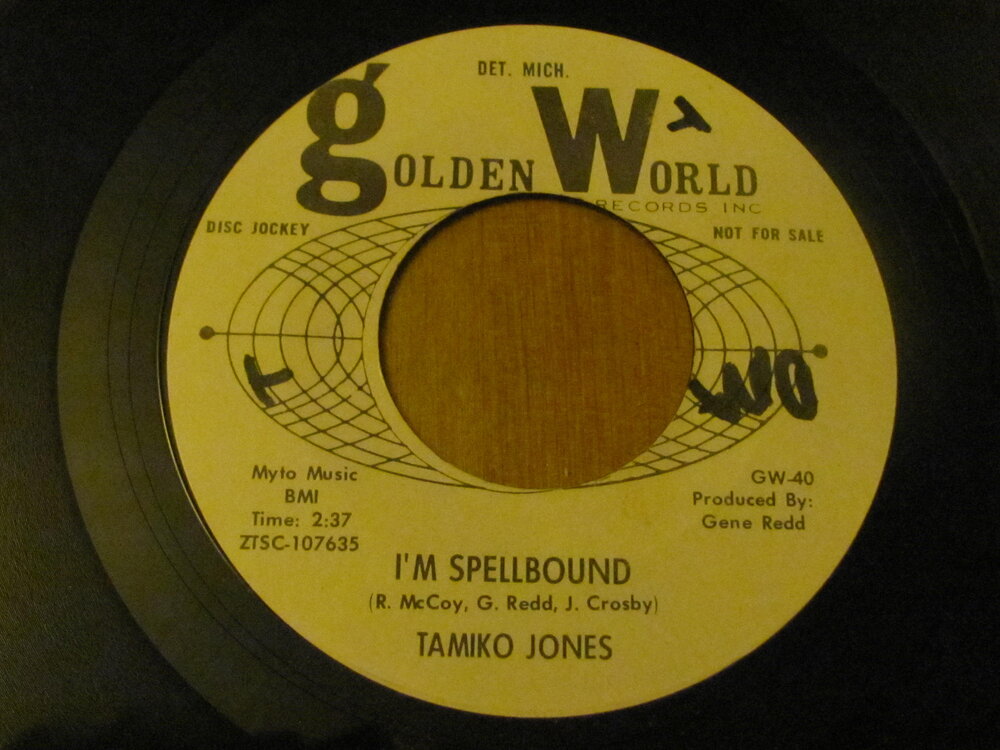 DET. MICH.
gOLDEN WORLD
RECORDS INC
DISC JOCKEY
NOT FOR SALE
Myto Music
BMI
Time: 2:37
ZTSC-107635
GW-40
Produced By:
Gene Redd
I'M SPELLBOUND
(R. McCoy, G. Redd, J. Crosby)
TAMIKO JONES